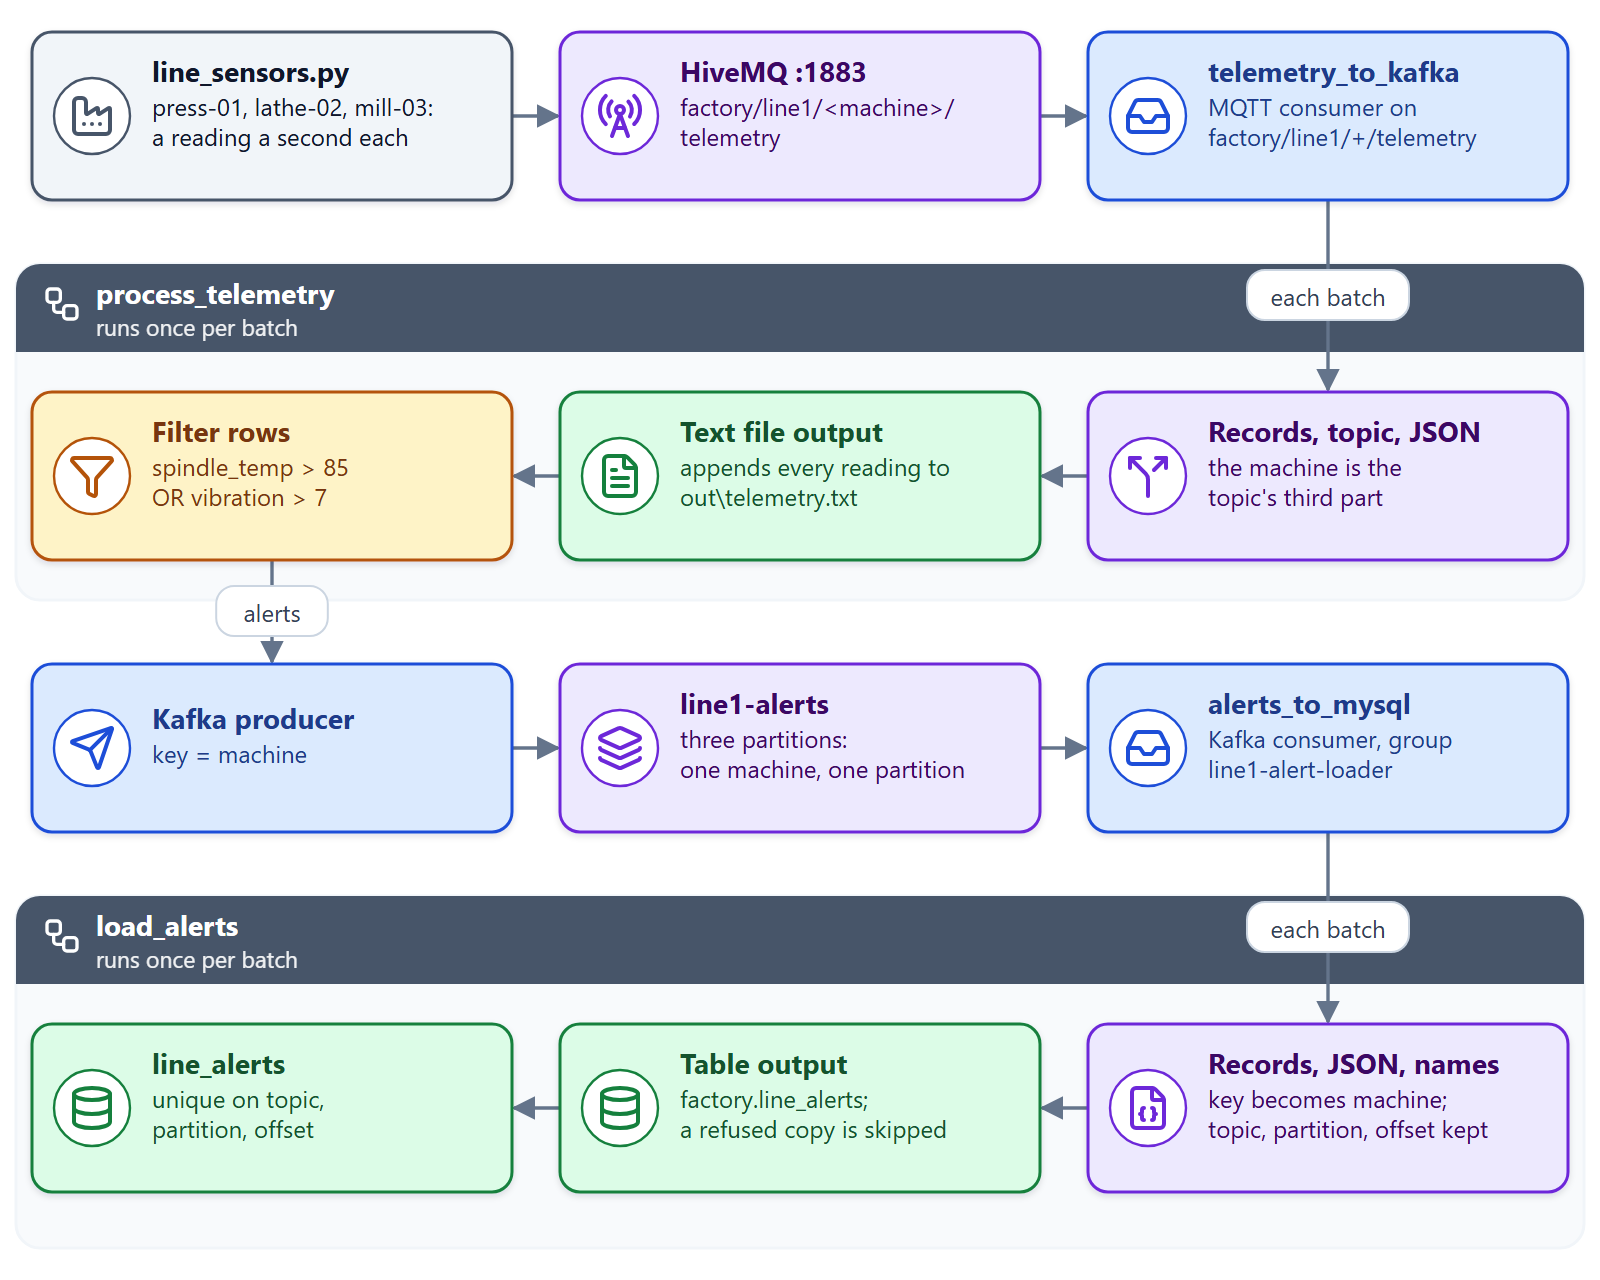 line_sensors.py
press-01, lathe-02, mill-03:
a reading a second each
HiveMQ :1883
factory/line1/<machine>/
telemetry
telemetry_to_kafka
MQTT consumer on
factory/line1/+/telemetry
process_telemetry
runs once per batch
each batch
Filter rows
spindle_temp > 85
OR vibration > 7
Text file output
appends every reading to
out\telemetry.txt
Records, topic, JSON
the machine is the
topic's third part
alerts
Kafka producer
key = machine
line1-alerts
three partitions:
one machine, one partition
alerts_to_mysql
Kafka consumer, group
line1-alert-loader
load_alerts
runs once per batch
each batch
line_alerts
unique on topic,
partition, offset
Table output
factory.line_alerts;
a refused copy is skipped
Records, JSON, names
key becomes machine;
topic, partition, offset kept